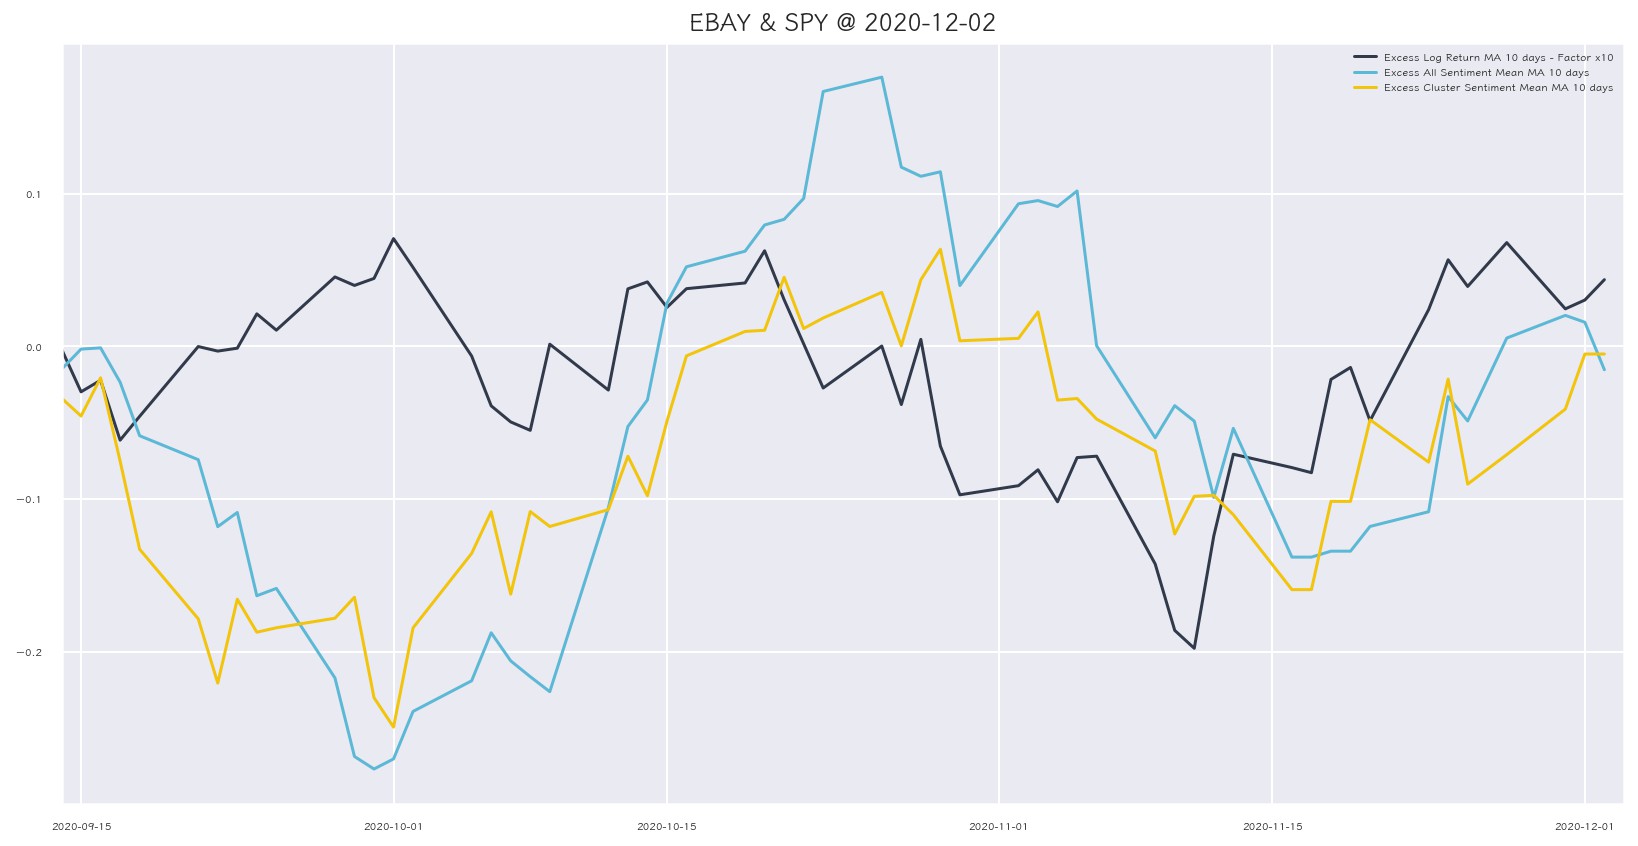 EBAY & SPY @ 2020-12-02
Excess Log Return MA 10 days - Factor x10
Excess All Sentiment Mean MA 10 days
Excess Cluster Sentiment Mean MA 10 days
0.1
0.0
−0.1
−0.2
2020-09-15 2020-10-01 2020-10-15 2020-11-01 2020-11-15 2020-12-01